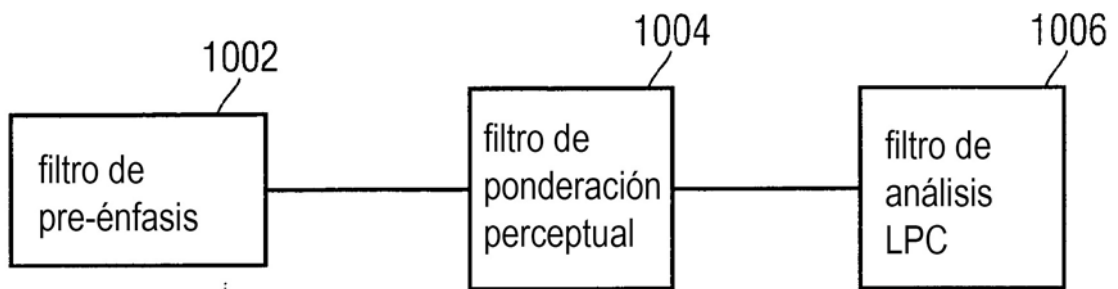 1002
1004
1006
filtro de
pre-énfasis
filtro de
ponderación
perceptual
filtro de
análisis
LPC